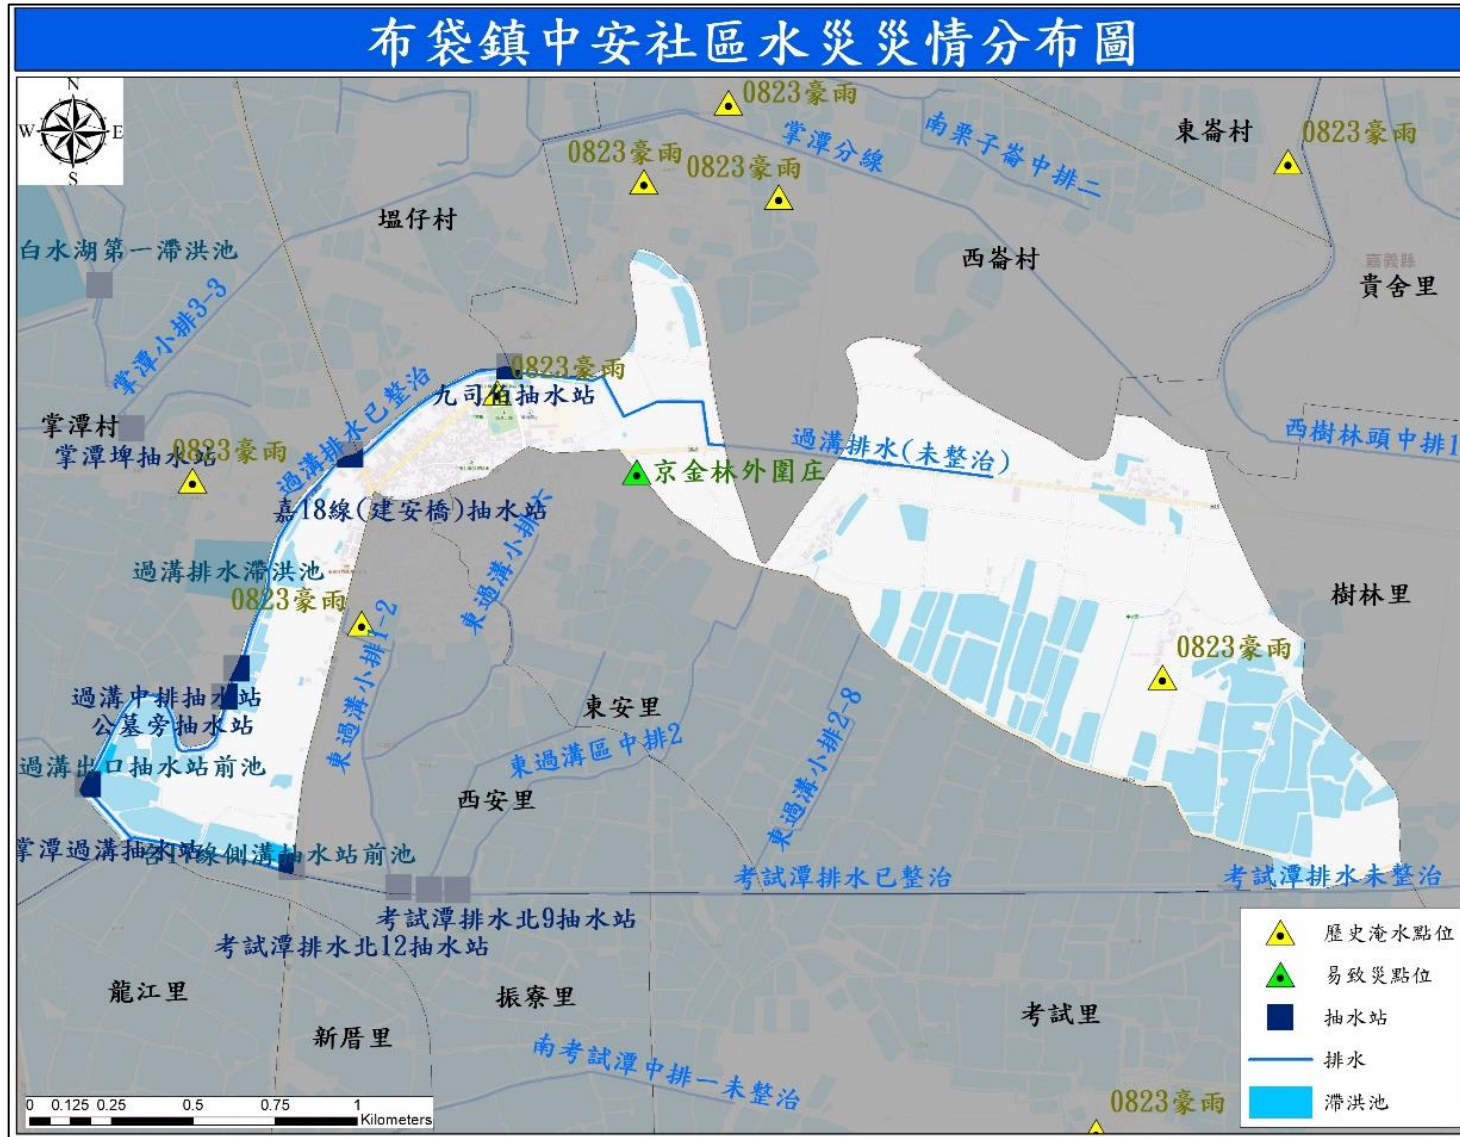 布袋鎮中安社區水災災情分布圖
N
W
E
S
0823豪雨
掌潭分線
南栗子崙中排二
東崙村
0823豪雨
0823豪雨
0823豪雨
塭仔村
西崙村
嘉義縣
貴舍里
白水湖第一滯洪池
掌潭小排3-3
0823豪雨
九司佰抽水站
過溝排水已整治
掌潭村
掌潭埤抽水站
0823豪雨
過溝排水(未整治)
西樹林頭中排1
京金林外圍庄
嘉18線(建安橋)抽水站
東過溝小排六
過溝排水滯洪池
0823豪雨
東過溝小排1-2
樹林里
0823豪雨
過溝中排抽水站
公墓旁抽水站
東安里
東過溝區中排2
東過溝小排2-8
過溝出口抽水站前池
西安里
掌潭過溝抽水站
線側溝抽水站前池
考試潭排水已整治
考試潭排水未整治
考試潭排水北9抽水站
考試潭排水北12抽水站
龍江里
振寮里
新厝里
考試里
南考試潭中排一未整治
0823豪雨
歷史淹水點位
易致災點位
抽水站
排水
滯洪池
0 0.125 0.25 0.5 0.75 1
Kilometers